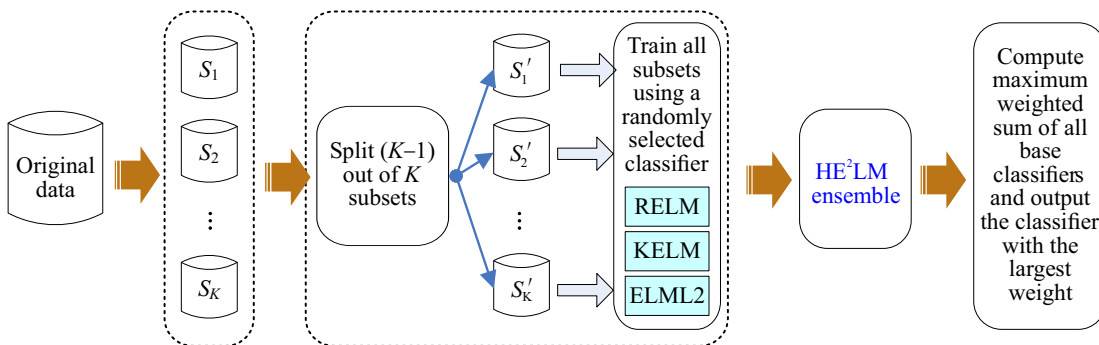 Original
data
S₁
S₂
⋮
S_K
Split (K–1)
out of K
subsets
S₁′
S₂′
⋮
S_K′
Train all
subsets
using a
randomly
selected
classifier
RELM
KELM
ELML2
HE²LM
ensemble
Compute
maximum
weighted
sum of all
base
classifiers
and output
the classifier
with the
largest
weight